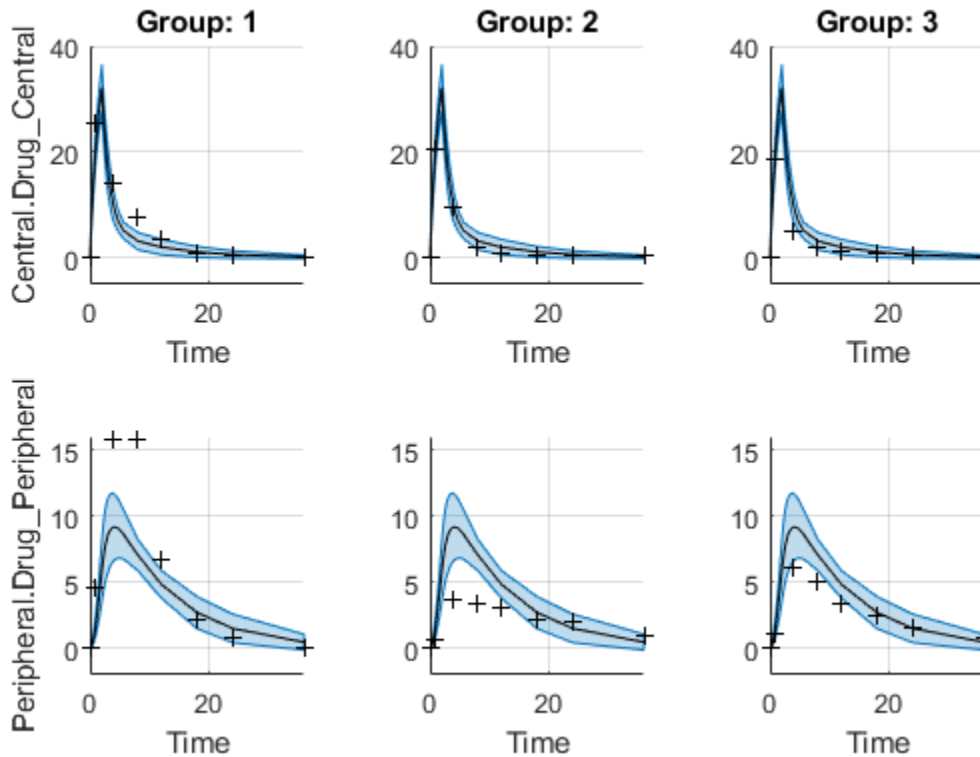 Group: 1 Group: 2 Group: 3
Central.Drug_Central
40 40 40
20 20 20
0 0 0
0 20 0 20 0 20
Time Time Time
Peripheral.Drug_Peripheral
15 15 15
10 10 10
5 5 5
0 0 0
0 20 0 20 0 20
Time Time Time